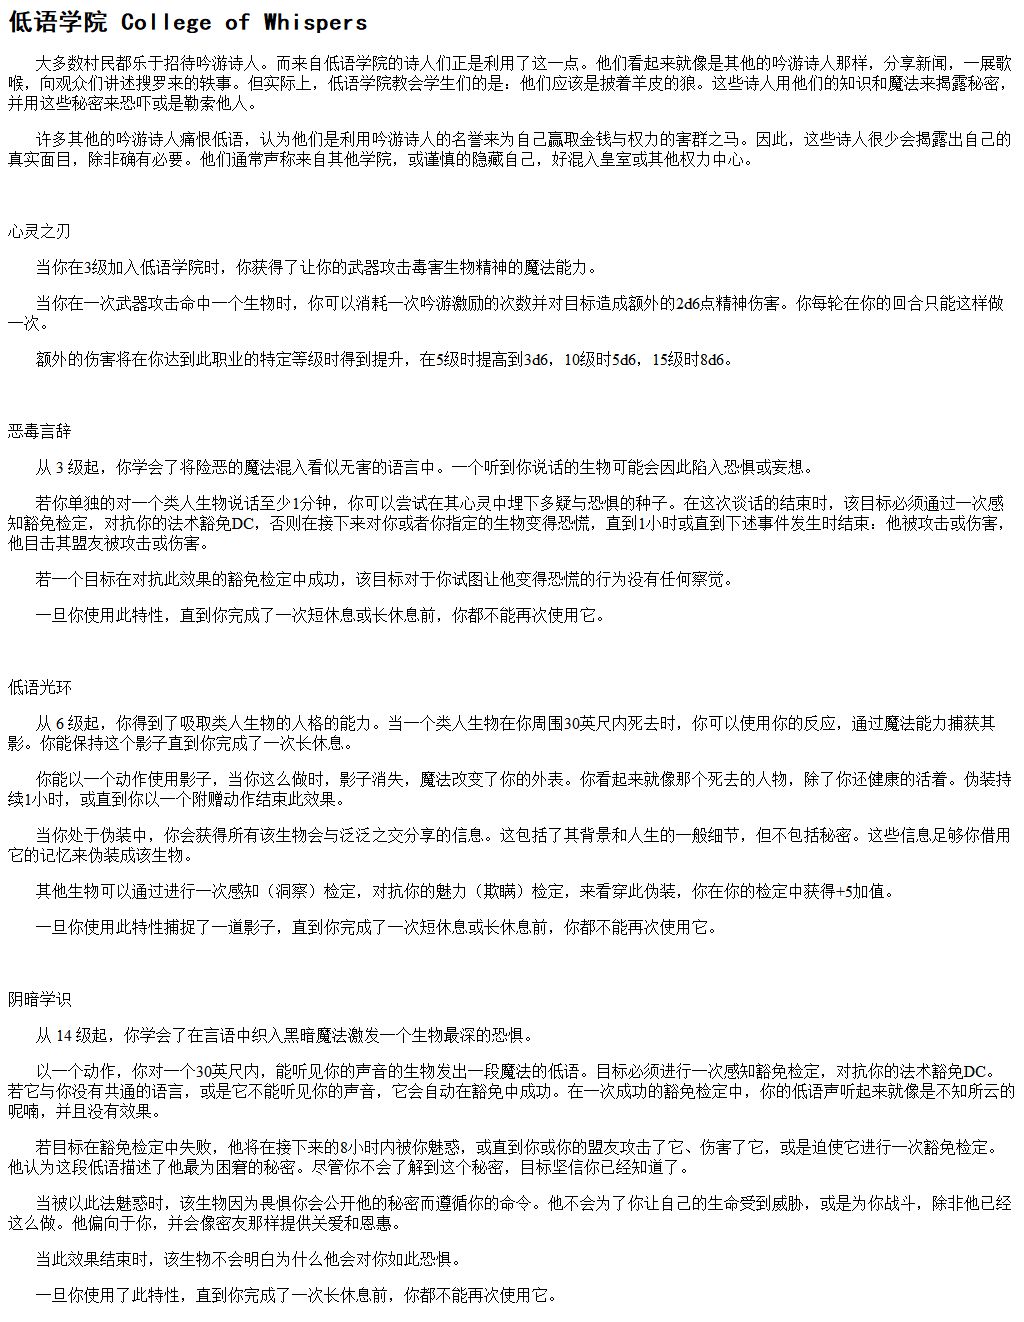 低语学院 College of Whispers
大多数村民都乐于招待吟游诗人。而来自低语学院的诗人们正是利用了这一点。他们看起来就像是其他的吟游诗人那样，分享新闻，一展歌
喉，向观众们讲述搜罗来的轶事。但实际上，低语学院教会学生们的是：他们应该是披着羊皮的狼。这些诗人用他们的知识和魔法来揭露秘密，
并用这些秘密来恐吓或是勒索他人。
许多其他的吟游诗人痛恨低语，认为他们是利用吟游诗人的名誉来为自己赢取金钱与权力的害群之马。因此，这些诗人很少会揭露出自己的
真实面目，除非确有必要。他们通常声称来自其他学院，或谨慎的隐藏自己，好混入皇室或其他权力中心。
心灵之刃
当你在3级加入低语学院时，你获得了让你的武器攻击毒害生物精神的魔法能力。
当你在一次武器攻击命中一个生物时，你可以消耗一次吟游激励的次数并对目标造成额外的2d6点精神伤害。你每轮在你的回合只能这样做
一次。
额外的伤害将在你达到此职业的特定等级时得到提升，在5级时提高到3d6，10级时5d6，15级时8d6。
恶毒言辞
从 3 级起，你学会了将险恶的魔法混入看似无害的语言中。一个听到你说话的生物可能会因此陷入恐惧或妄想。
若你单独的对一个类人生物说话至少1分钟，你可以尝试在其心灵中埋下多疑与恐惧的种子。在这次谈话的结束时，该目标必须通过一次感
知豁免检定，对抗你的法术豁免DC，否则在接下来对你或者你指定的生物变得恐慌，直到1小时或直到下述事件发生时结束：他被攻击或伤害，
他目击其盟友被攻击或伤害。
若一个目标在对抗此效果的豁免检定中成功，该目标对于你试图让他变得恐慌的行为没有任何察觉。
一旦你使用此特性，直到你完成了一次短休息或长休息前，你都不能再次使用它。
低语光环
从 6 级起，你得到了吸取类人生物的人格的能力。当一个类人生物在你周围30英尺内死去时，你可以使用你的反应，通过魔法能力捕获其
影。你能保持这个影子直到你完成了一次长休息。
你能以一个动作使用影子，当你这么做时，影子消失，魔法改变了你的外表。你看起来就像那个死去的人物，除了你还健康的活着。伪装持
续1小时，或直到你以一个附赠动作结束此效果。
当你处于伪装中，你会获得所有该生物会与泛泛之交分享的信息。这包括了其背景和人生的一般细节，但不包括秘密。这些信息足够你借用
它的记忆来伪装成该生物。
其他生物可以通过进行一次感知（洞察）检定，对抗你的魅力（欺瞒）检定，来看穿此伪装，你在你的检定中获得+5加值。
一旦你使用此特性捕捉了一道影子，直到你完成了一次短休息或长休息前，你都不能再次使用它。
阴暗学识
从 14 级起，你学会了在言语中织入黑暗魔法激发一个生物最深的恐惧。
以一个动作，你对一个30英尺内，能听见你的声音的生物发出一段魔法的低语。目标必须进行一次感知豁免检定，对抗你的法术豁免DC。
若它与你没有共通的语言，或是它不能听见你的声音，它会自动在豁免中成功。在一次成功的豁免检定中，你的低语声听起来就像是不知所云的
呢喃，并且没有效果。
若目标在豁免检定中失败，他将在接下来的8小时内被你魅惑，或直到你或你的盟友攻击了它、伤害了它，或是迫使它进行一次豁免检定。
他认为这段低语描述了他最为困窘的秘密。尽管你不会了解到这个秘密，目标坚信你已经知道了。
当被以此法魅惑时，该生物因为畏惧你会公开他的秘密而遵循你的命令。他不会为了你让自己的生命受到威胁，或是为你战斗，除非他已经
这么做。他偏向于你，并会像密友那样提供关爱和恩惠。
当此效果结束时，该生物不会明白为什么他会对你如此恐惧。
一旦你使用了此特性，直到你完成了一次长休息前，你都不能再次使用它。